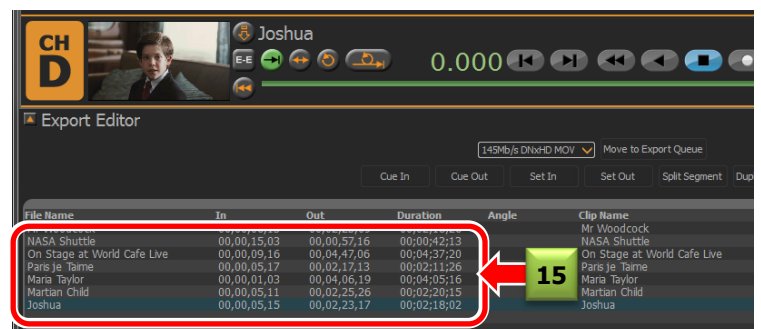 CH
D
Joshua
E-E
0.000
Export Editor
145Mb/s DNxHD MOV
Move to Export Queue
Cue In
Cue Out
Set In
Set Out
Split Segment
Dup
File Name In Out Duration Angle Clip Name
Mr Woodcock Mr Woodcock
NASA Shuttle 00,00,15,03 00,00,57,16 00;00;42;13 NASA Shuttle
On Stage at World Cafe Live 00,00,09,16 00,04,47,06 00;04;37;20 On Stage at World Cafe Live
Paris je Taime 00,00,05,17 00,02,17,13 00;02;11;26 Paris je Taime
Maria Taylor 00,00,01,03 00,04,06,19 00;04;05;16 Maria Taylor
Martian Child 00,00,05,11 00,02,25,26 00;02;20;15 Martian Child
Joshua 00,00,05,15 00,02,23,17 00;02;18;02 Joshua
15